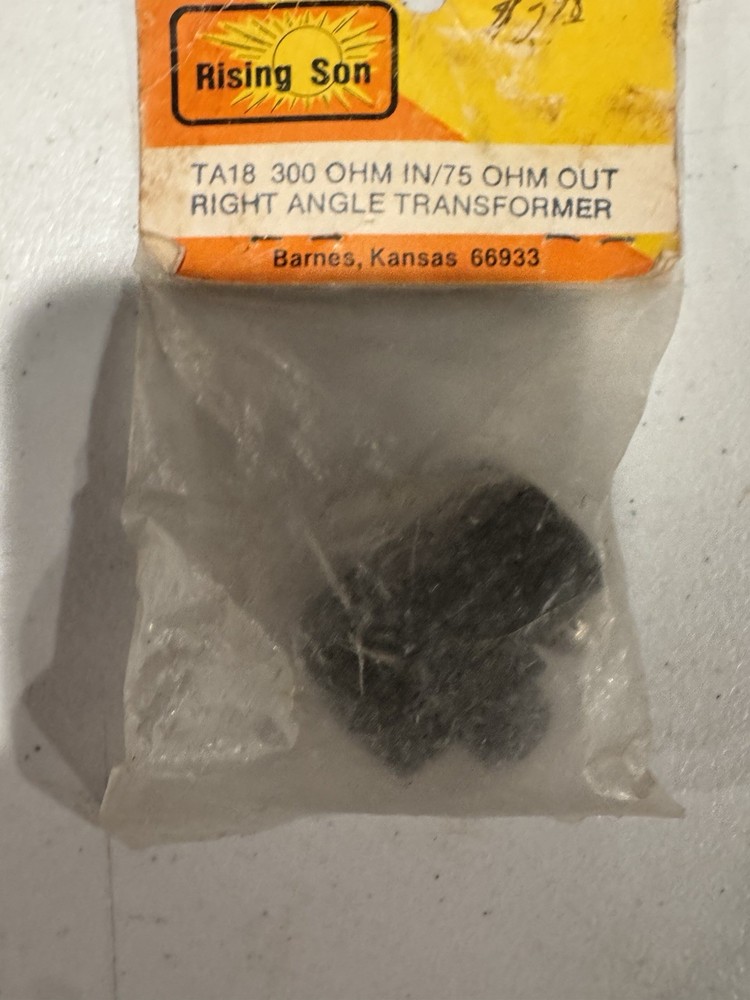 Rising Son
TA18 300 OHM IN/75 OHM OUT
RIGHT ANGLE TRANSFORMER
Barnes, Kansas 66933